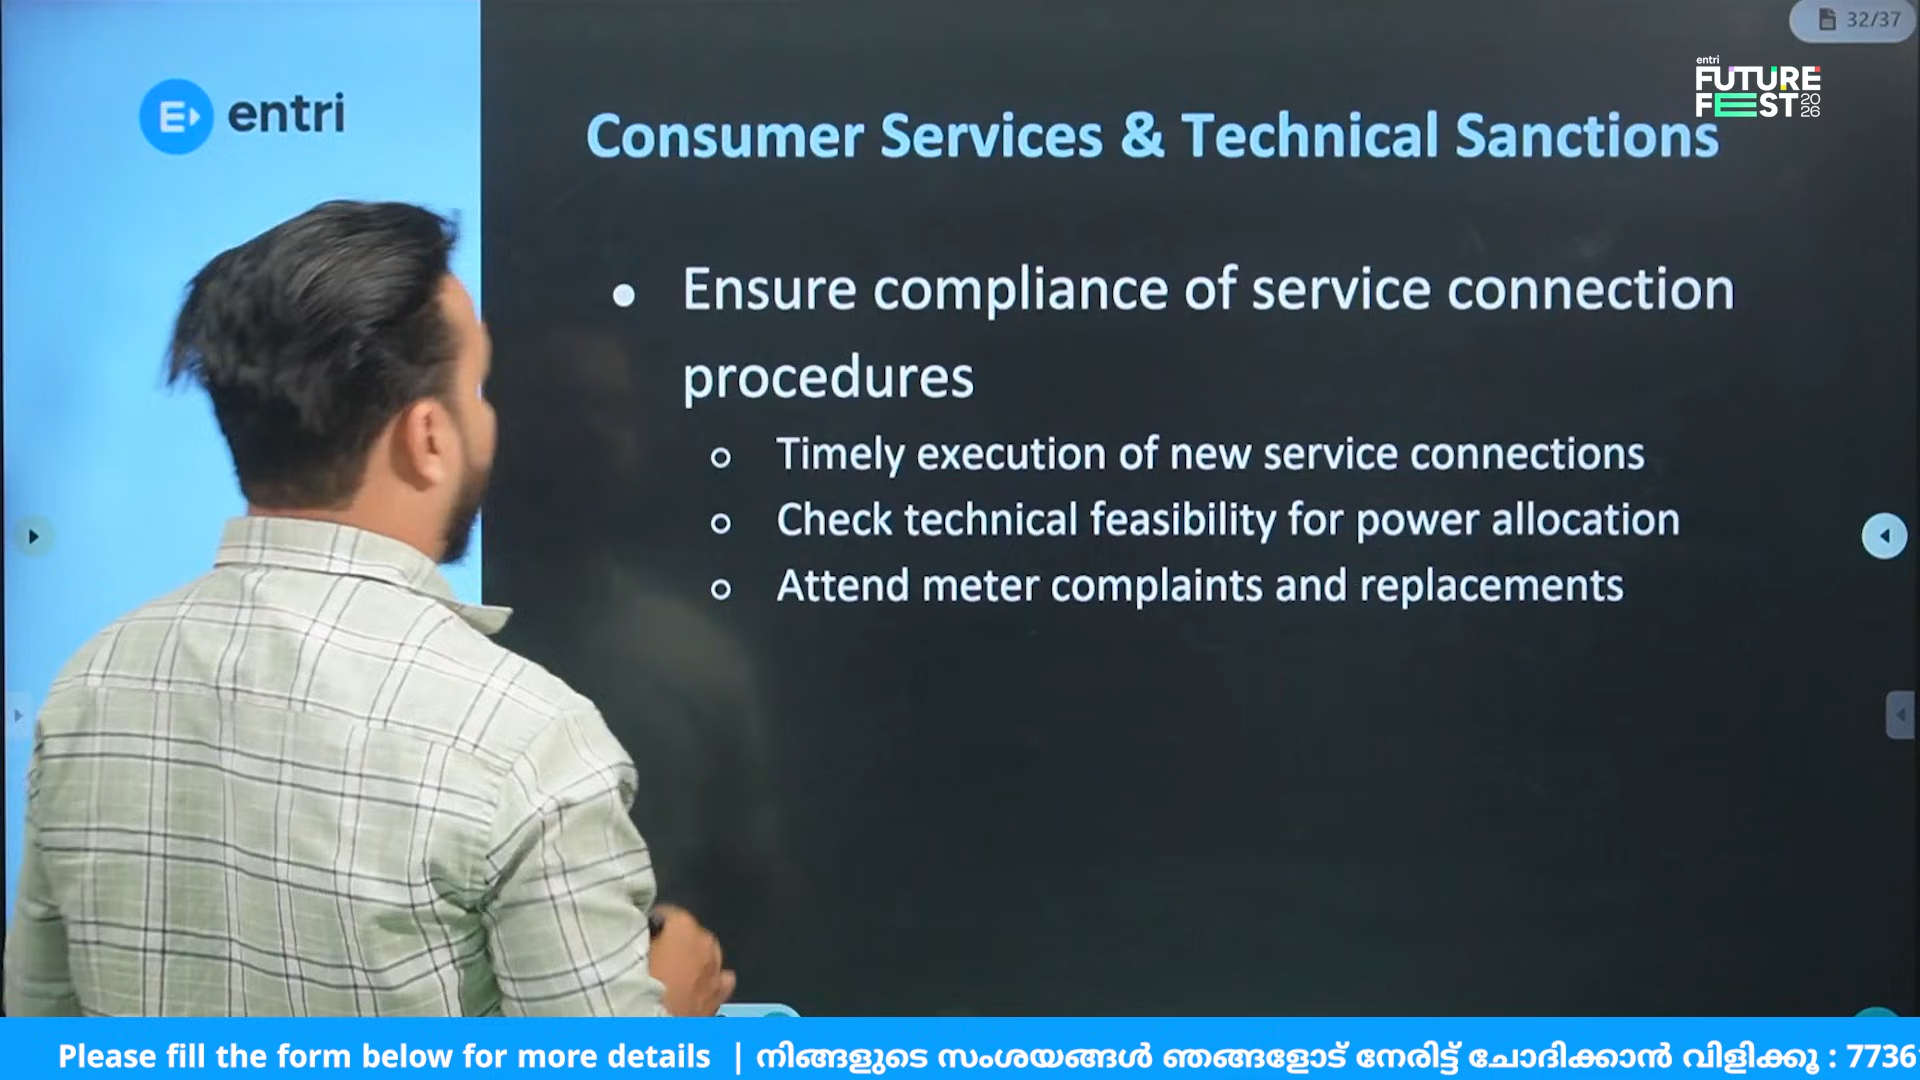 32/37
entri
FUTURE
FEST 2026
E entri
Consumer Services & Technical Sanctions
● Ensure compliance of service connection
procedures
○ Timely execution of new service connections
○ Check technical feasibility for power allocation
○ Attend meter complaints and replacements
Please fill the form below for more details | നിങ്ങളുടെ സംശയങ്ങൾ ഞങ്ങളോട് നേരിട്ട് ചോദിക്കാൻ വിളിക്കൂ : 7736